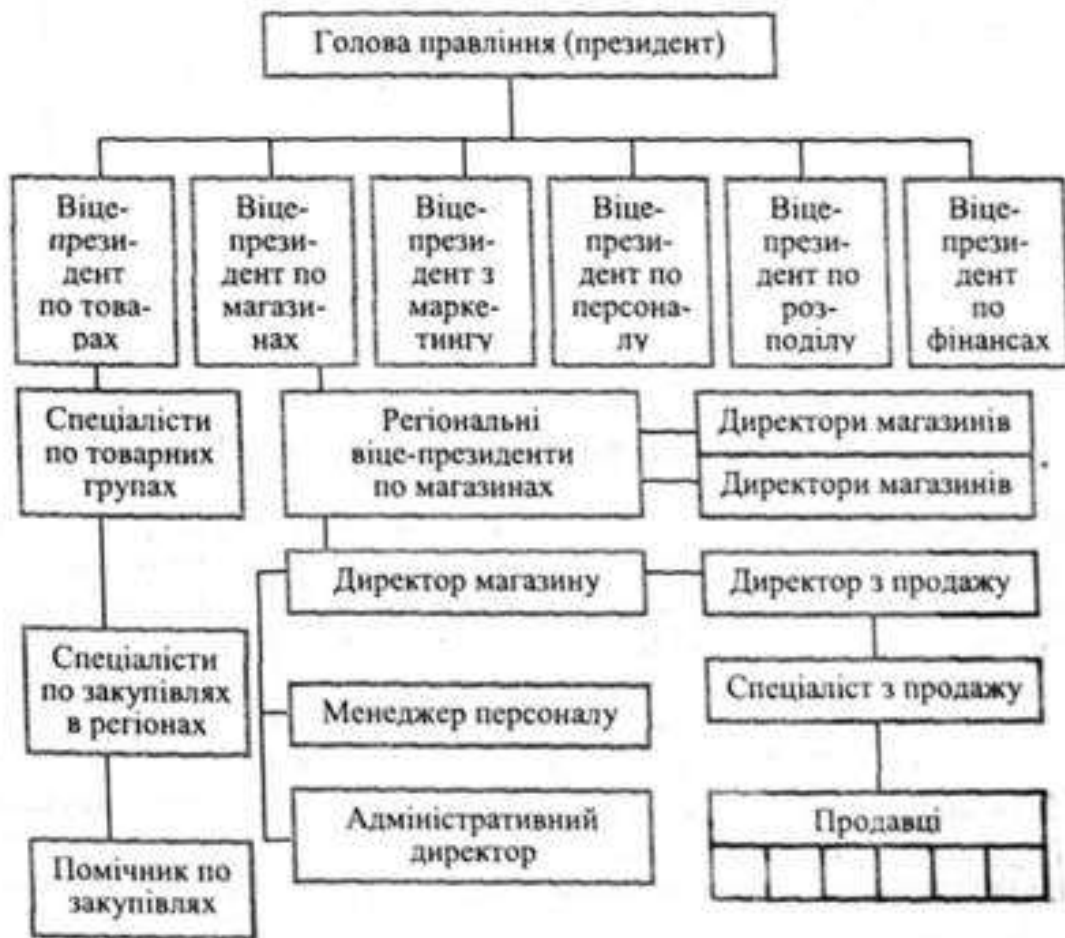 Голова правління (президент)
Віце-
прези-
дент
по това-
рах
Віце-
прези-
дент по
магази-
нах
Віце-
прези-
дент з
марке-
тингу
Віце-
прези-
дент по
персона-
лу
Віце-
прези-
дент по
роз-
поділу
Віце-
прези-
дент
по
фінансах
Спеціалісти
по товарних
групах
Регіональні
віце-президенти
по магазинах
Директори магазинів
Директори магазинів
Директор магазину
Директор з продажу
Спеціалісти
по закупівлях
в регіонах
Менеджер персоналу
Спеціаліст з продажу
Адміністративний
директор
Продавці
Помічник по
закупівлях